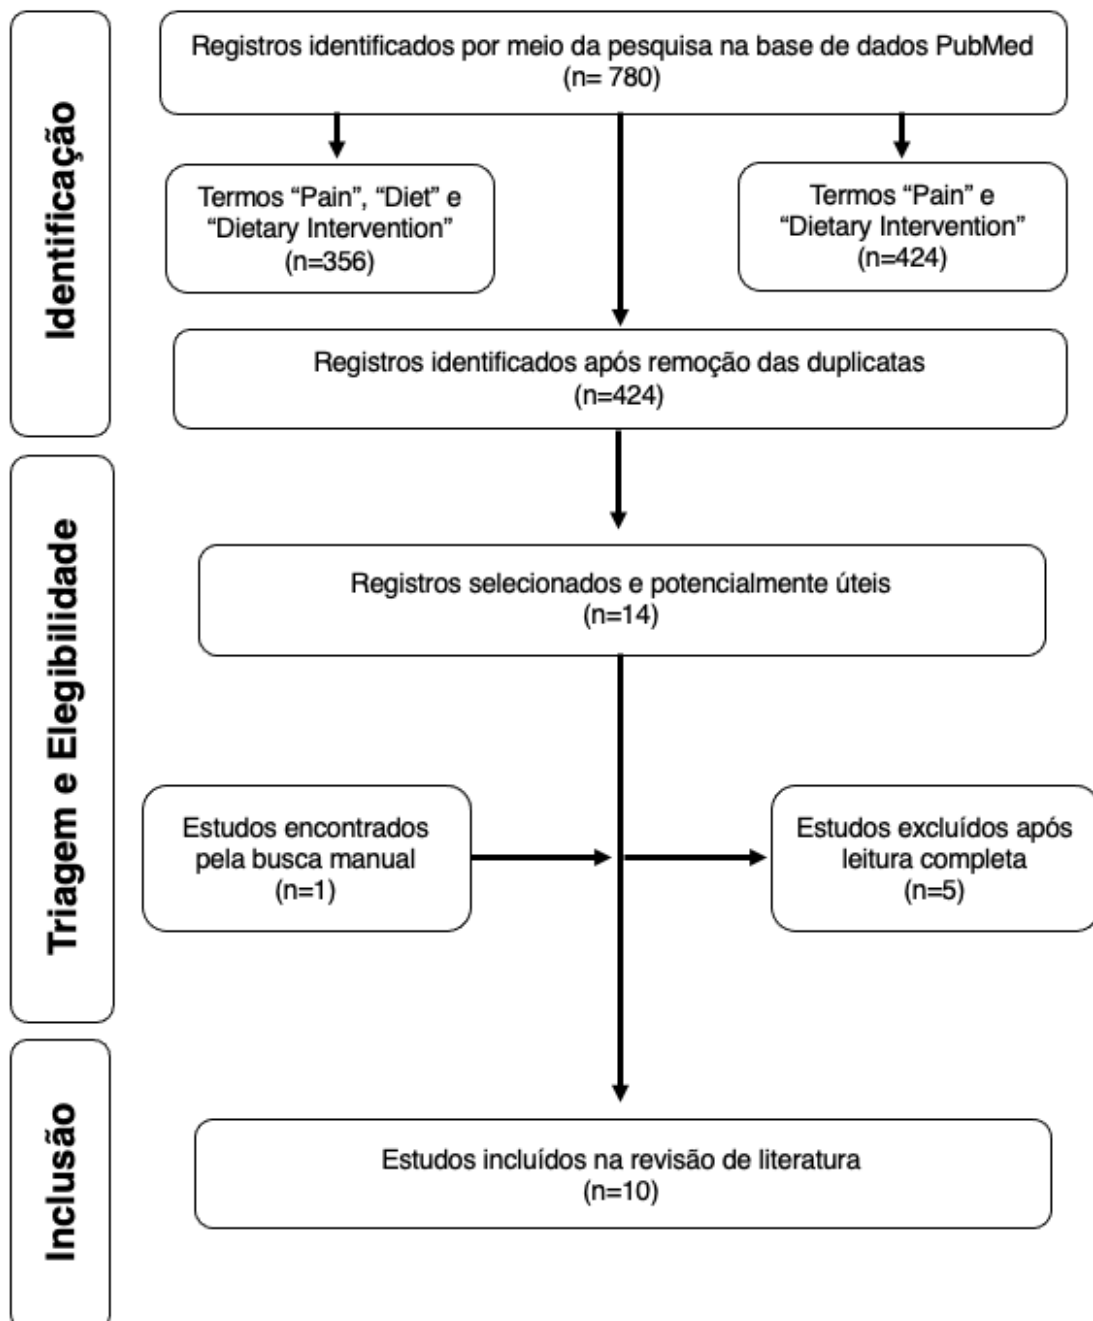 Identificação
Registros identificados por meio da pesquisa na base de dados PubMed
(n= 780)
Termos “Pain”, “Diet” e
“Dietary Intervention”
(n=356)
Termos “Pain” e
“Dietary Intervention”
(n=424)
Registros identificados após remoção das duplicatas
(n=424)
Triagem e Elegibilidade
Registros selecionados e potencialmente úteis
(n=14)
Estudos encontrados
pela busca manual
(n=1)
Estudos excluídos após
leitura completa
(n=5)
Inclusão
Estudos incluídos na revisão de literatura
(n=10)